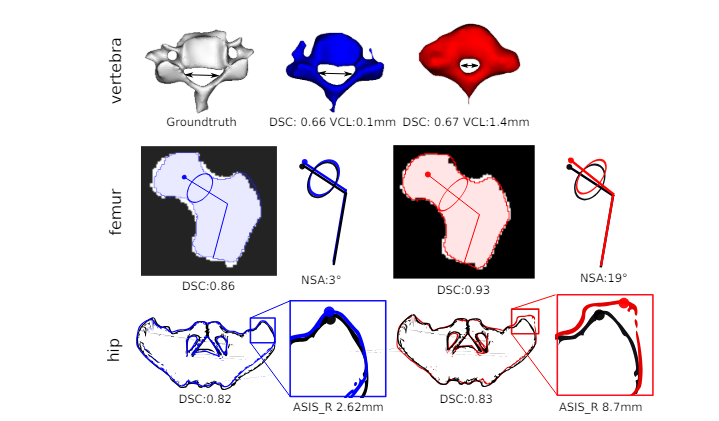 vertebra
Groundtruth
DSC: 0.66 VCL:0.1mm
DSC: 0.67 VCL:1.4mm
femur
DSC:0.86
NSA:3°
DSC:0.93
NSA:19°
hip
DSC:0.82
ASIS_R 2.62mm
DSC:0.83
ASIS_R 8.7mm